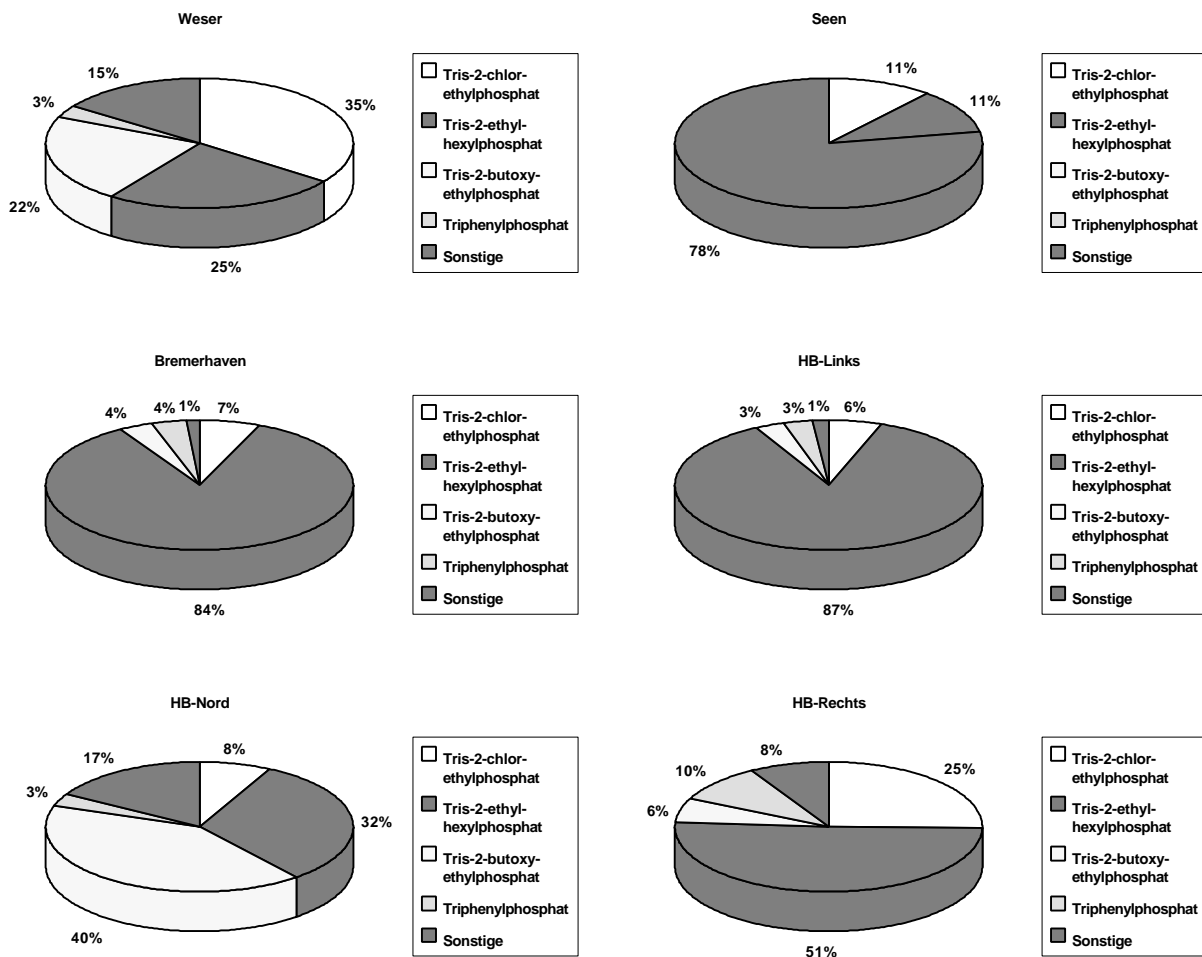 Weser
15%
3%
35%
22%
25%
Tris-2-chlor-
ethylphosphat
Tris-2-ethyl-
hexylphosphat
Tris-2-butoxy-
ethylphosphat
Triphenylphosphat
Sonstige
Seen
11%
11%
78%
Tris-2-chlor-
ethylphosphat
Tris-2-ethyl-
hexylphosphat
Tris-2-butoxy-
ethylphosphat
Triphenylphosphat
Sonstige
Bremerhaven
4%
4%
1%
7%
84%
Tris-2-chlor-
ethylphosphat
Tris-2-ethyl-
hexylphosphat
Tris-2-butoxy-
ethylphosphat
Triphenylphosphat
Sonstige
HB-Links
3%
3%
1%
6%
87%
Tris-2-chlor-
ethylphosphat
Tris-2-ethyl-
hexylphosphat
Tris-2-butoxy-
ethylphosphat
Triphenylphosphat
Sonstige
HB-Nord
17%
8%
3%
32%
40%
Tris-2-chlor-
ethylphosphat
Tris-2-ethyl-
hexylphosphat
Tris-2-butoxy-
ethylphosphat
Triphenylphosphat
Sonstige
HB-Rechts
8%
10%
25%
6%
51%
Tris-2-chlor-
ethylphosphat
Tris-2-ethyl-
hexylphosphat
Tris-2-butoxy-
ethylphosphat
Triphenylphosphat
Sonstige